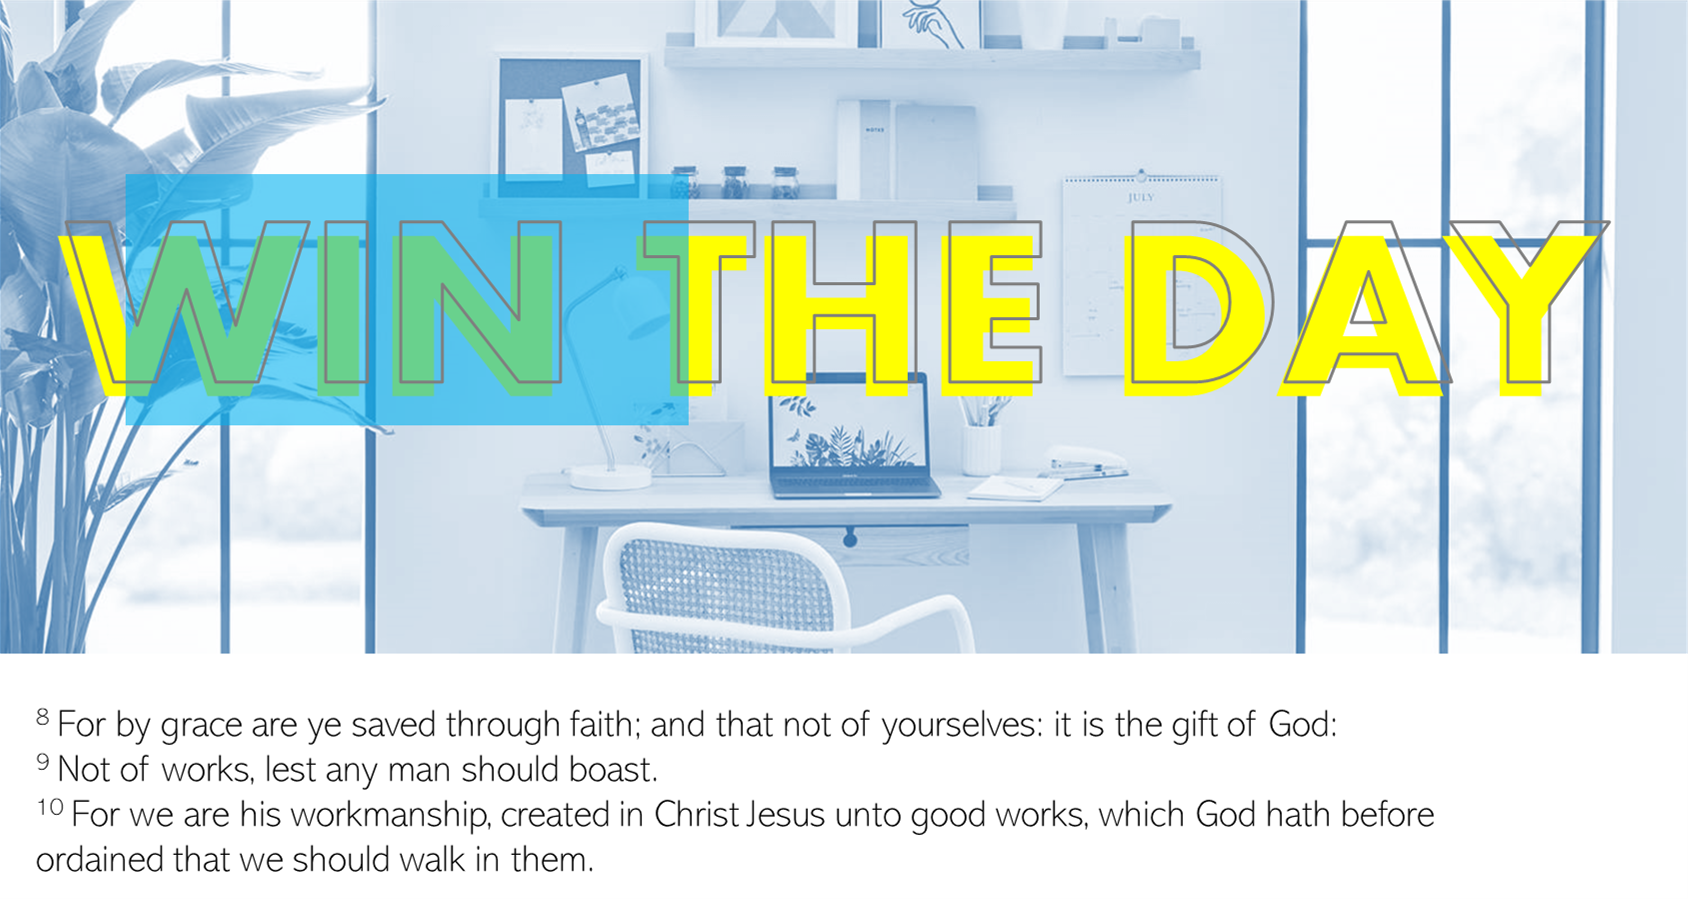 NOTES
JULY
WIN THE DAY
8 For by grace are ye saved through faith; and that not of yourselves: it is the gift of God:
9 Not of works, lest any man should boast.
10 For we are his workmanship, created in Christ Jesus unto good works, which God hath before
ordained that we should walk in them.